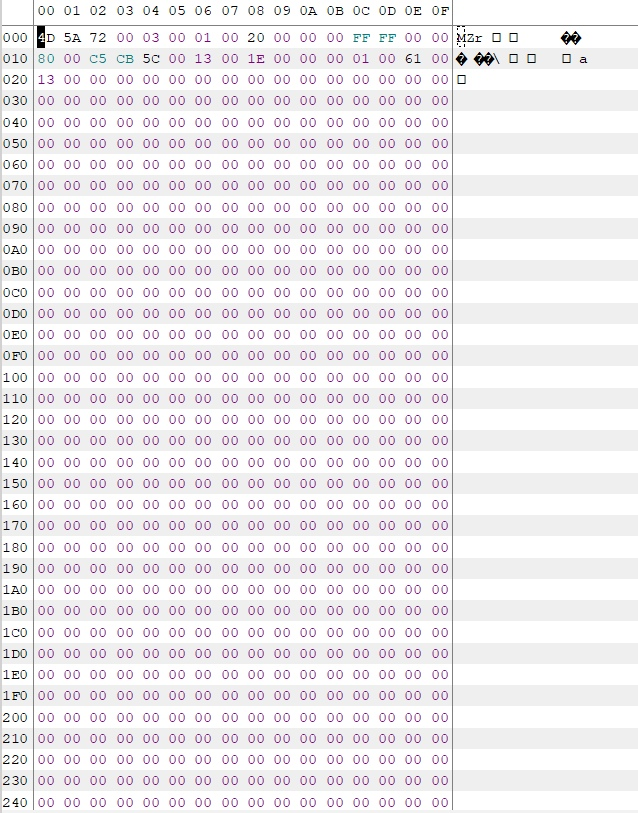 00 01 02 03 04 05 06 07 08 09 0A 0B 0C 0D 0E 0F
000 4D 5A 72 00 03 00 01 00 20 00 00 00 FF FF 00 00 MZr □ □ ��
010 80 00 C5 CB 5C 00 13 00 1E 00 00 00 01 00 61 00 � ��\ □ □ □ a
020 13 00 00 00 00 00 00 00 00 00 00 00 00 00 00 00 □
030 00 00 00 00 00 00 00 00 00 00 00 00 00 00 00 00
040 00 00 00 00 00 00 00 00 00 00 00 00 00 00 00 00
050 00 00 00 00 00 00 00 00 00 00 00 00 00 00 00 00
060 00 00 00 00 00 00 00 00 00 00 00 00 00 00 00 00
070 00 00 00 00 00 00 00 00 00 00 00 00 00 00 00 00
080 00 00 00 00 00 00 00 00 00 00 00 00 00 00 00 00
090 00 00 00 00 00 00 00 00 00 00 00 00 00 00 00 00
0A0 00 00 00 00 00 00 00 00 00 00 00 00 00 00 00 00
0B0 00 00 00 00 00 00 00 00 00 00 00 00 00 00 00 00
0C0 00 00 00 00 00 00 00 00 00 00 00 00 00 00 00 00
0D0 00 00 00 00 00 00 00 00 00 00 00 00 00 00 00 00
0E0 00 00 00 00 00 00 00 00 00 00 00 00 00 00 00 00
0F0 00 00 00 00 00 00 00 00 00 00 00 00 00 00 00 00
100 00 00 00 00 00 00 00 00 00 00 00 00 00 00 00 00
110 00 00 00 00 00 00 00 00 00 00 00 00 00 00 00 00
120 00 00 00 00 00 00 00 00 00 00 00 00 00 00 00 00
130 00 00 00 00 00 00 00 00 00 00 00 00 00 00 00 00
140 00 00 00 00 00 00 00 00 00 00 00 00 00 00 00 00
150 00 00 00 00 00 00 00 00 00 00 00 00 00 00 00 00
160 00 00 00 00 00 00 00 00 00 00 00 00 00 00 00 00
170 00 00 00 00 00 00 00 00 00 00 00 00 00 00 00 00
180 00 00 00 00 00 00 00 00 00 00 00 00 00 00 00 00
190 00 00 00 00 00 00 00 00 00 00 00 00 00 00 00 00
1A0 00 00 00 00 00 00 00 00 00 00 00 00 00 00 00 00
1B0 00 00 00 00 00 00 00 00 00 00 00 00 00 00 00 00
1C0 00 00 00 00 00 00 00 00 00 00 00 00 00 00 00 00
1D0 00 00 00 00 00 00 00 00 00 00 00 00 00 00 00 00
1E0 00 00 00 00 00 00 00 00 00 00 00 00 00 00 00 00
1F0 00 00 00 00 00 00 00 00 00 00 00 00 00 00 00 00
200 00 00 00 00 00 00 00 00 00 00 00 00 00 00 00 00
210 00 00 00 00 00 00 00 00 00 00 00 00 00 00 00 00
220 00 00 00 00 00 00 00 00 00 00 00 00 00 00 00 00
230 00 00 00 00 00 00 00 00 00 00 00 00 00 00 00 00
240 00 00 00 00 00 00 00 00 00 00 00 00 00 00 00 00